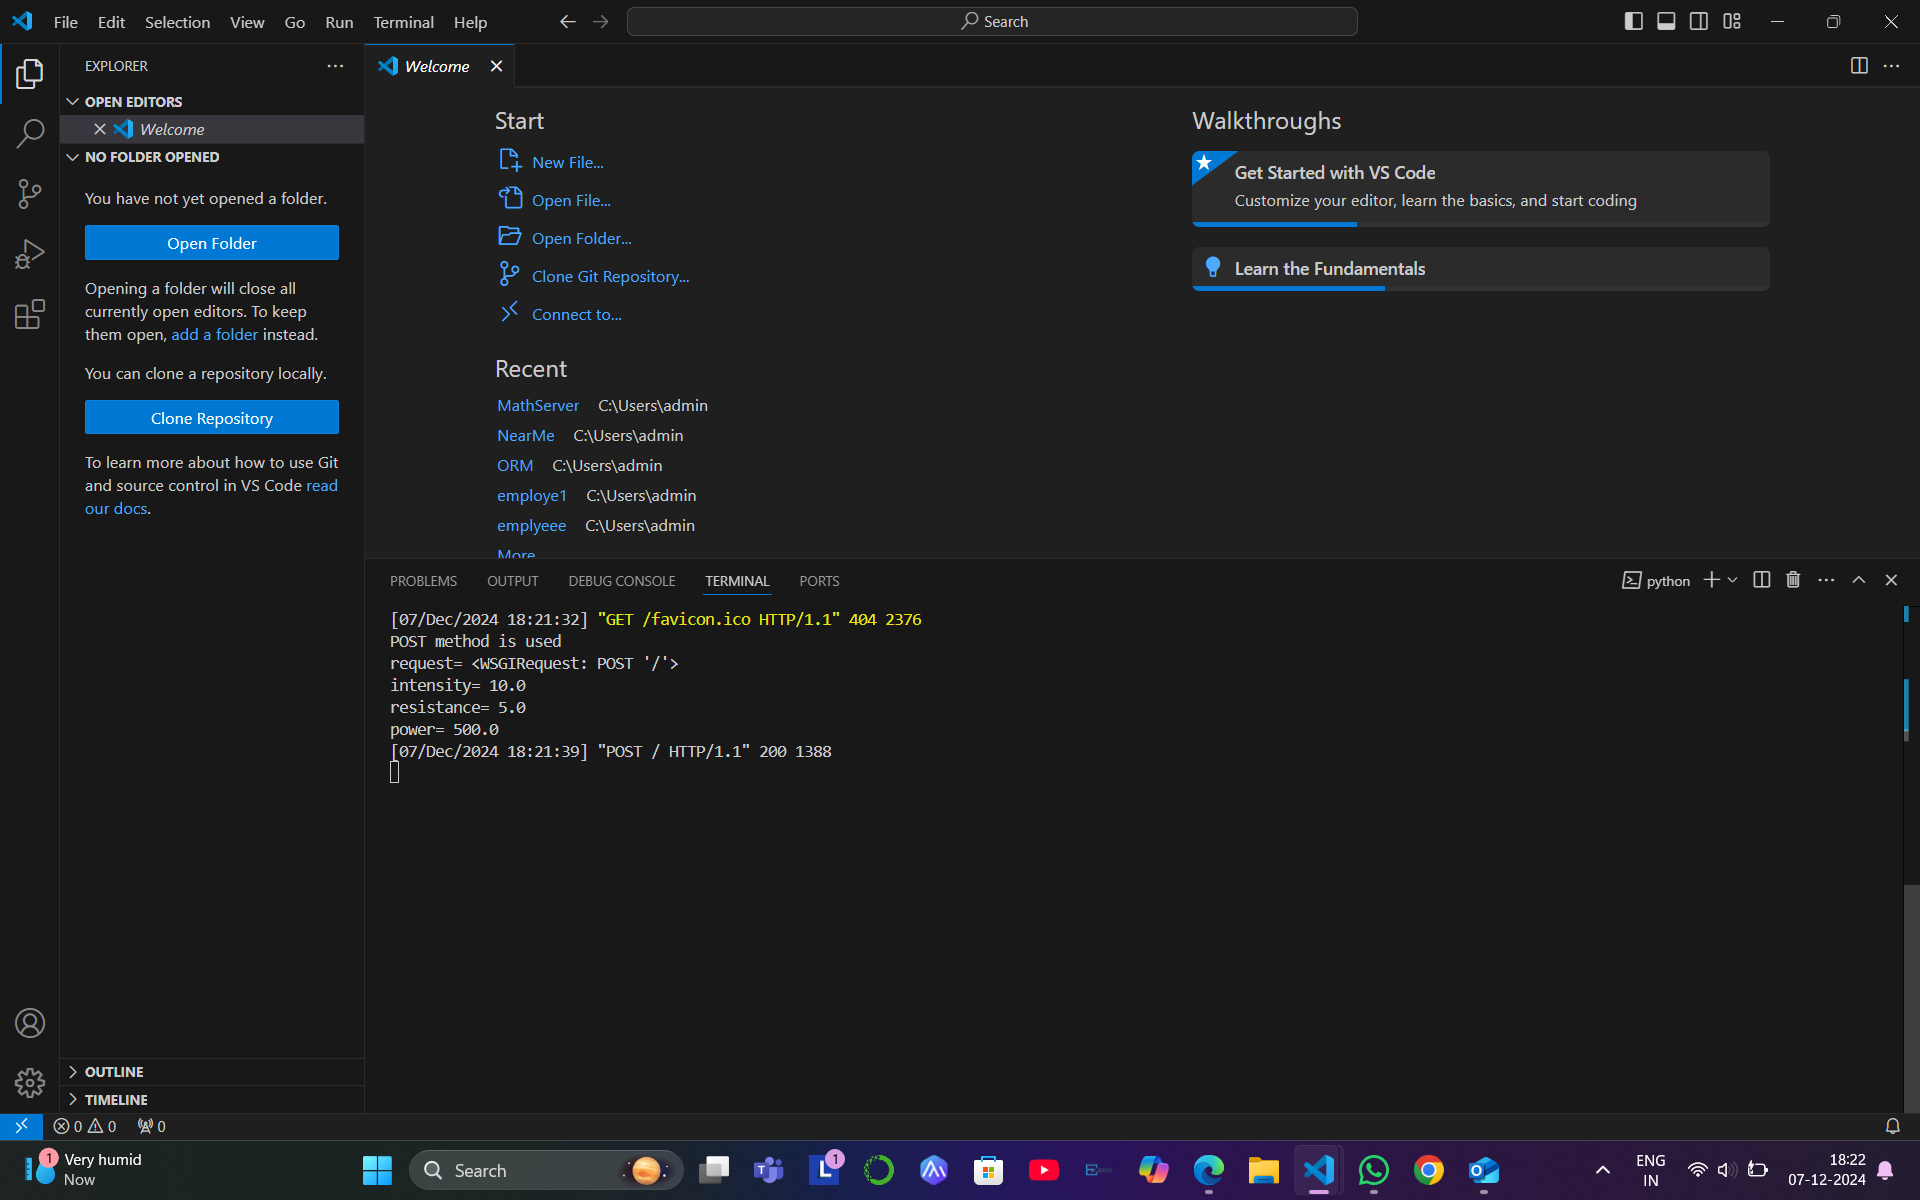 File Edit Selection View Go Run Terminal Help
Search
EXPLORER
OPEN EDITORS
Welcome
NO FOLDER OPENED
You have not yet opened a folder.
Open Folder
Opening a folder will close all
currently open editors. To keep
them open, add a folder instead.
You can clone a repository locally.
Clone Repository
To learn more about how to use Git
and source control in VS Code read
our docs.
OUTLINE
TIMELINE
Welcome
Start
New File...
Open File...
Open Folder...
Clone Git Repository...
Connect to...
Recent
MathServer C:\Users\admin
NearMe C:\Users\admin
ORM C:\Users\admin
employe1 C:\Users\admin
emplyeee C:\Users\admin
More
Walkthroughs
Get Started with VS Code
Customize your editor, learn the basics, and start coding
Learn the Fundamentals
PROBLEMS OUTPUT DEBUG CONSOLE TERMINAL PORTS
python
[07/Dec/2024 18:21:32] "GET /favicon.ico HTTP/1.1" 404 2376
POST method is used
request= <WSGIRequest: POST '/'>
intensity= 10.0
resistance= 5.0
power= 500.0
[07/Dec/2024 18:21:39] "POST / HTTP/1.1" 200 1388
0 0 0
1
Very humid
Now
Search
1
ENG
IN
18:22
07-12-2024